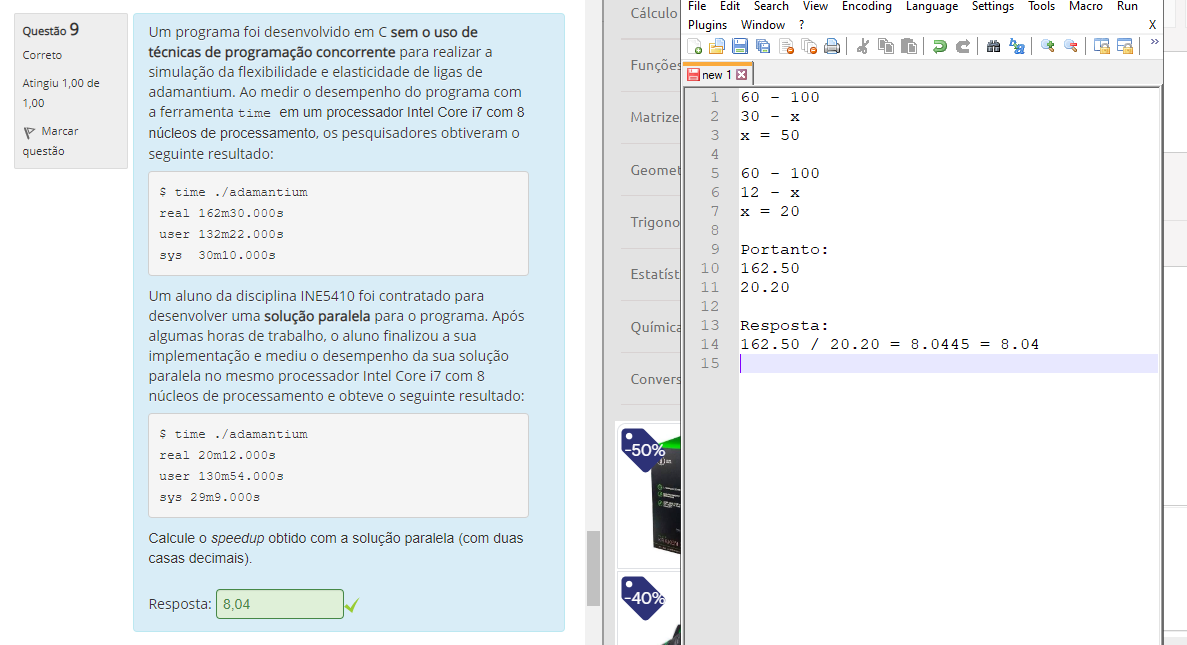 Questão 9
Correto
Atingiu 1,00 de
1,00
Marcar
questão
Um programa foi desenvolvido em C sem o uso de
técnicas de programação concorrente para realizar a
simulação da flexibilidade e elasticidade de ligas de
adamantium. Ao medir o desempenho do programa com
a ferramenta time em um processador Intel Core i7 com 8
núcleos de processamento, os pesquisadores obtiveram o
seguinte resultado:
$ time ./adamantium
real 162m30.000s
user 132m22.000s
sys  30m10.000s
Um aluno da disciplina INE5410 foi contratado para
desenvolver uma solução paralela para o programa. Após
algumas horas de trabalho, o aluno finalizou a sua
implementação e mediu o desempenho da sua solução
paralela no mesmo processador Intel Core i7 com 8
núcleos de processamento e obteve o seguinte resultado:
$ time ./adamantium
real 20m12.000s
user 130m54.000s
sys 29m9.000s
Calcule o speedup obtido com a solução paralela (com duas
casas decimais).
Resposta: 8,04
Cálculo
Funções
Matrize
Geomet
Trigono
Estatíst
Química
Convers
-50%
-40%
File Edit Search View Encoding Language Settings Tools Macro Run
Plugins Window ? X
new 1
1 60 - 100
2 30 - x
3 x = 50
4
5 60 - 100
6 12 - x
7 x = 20
8
9 Portanto:
10 162.50
11 20.20
12
13 Resposta:
14 162.50 / 20.20 = 8.0445 = 8.04
15